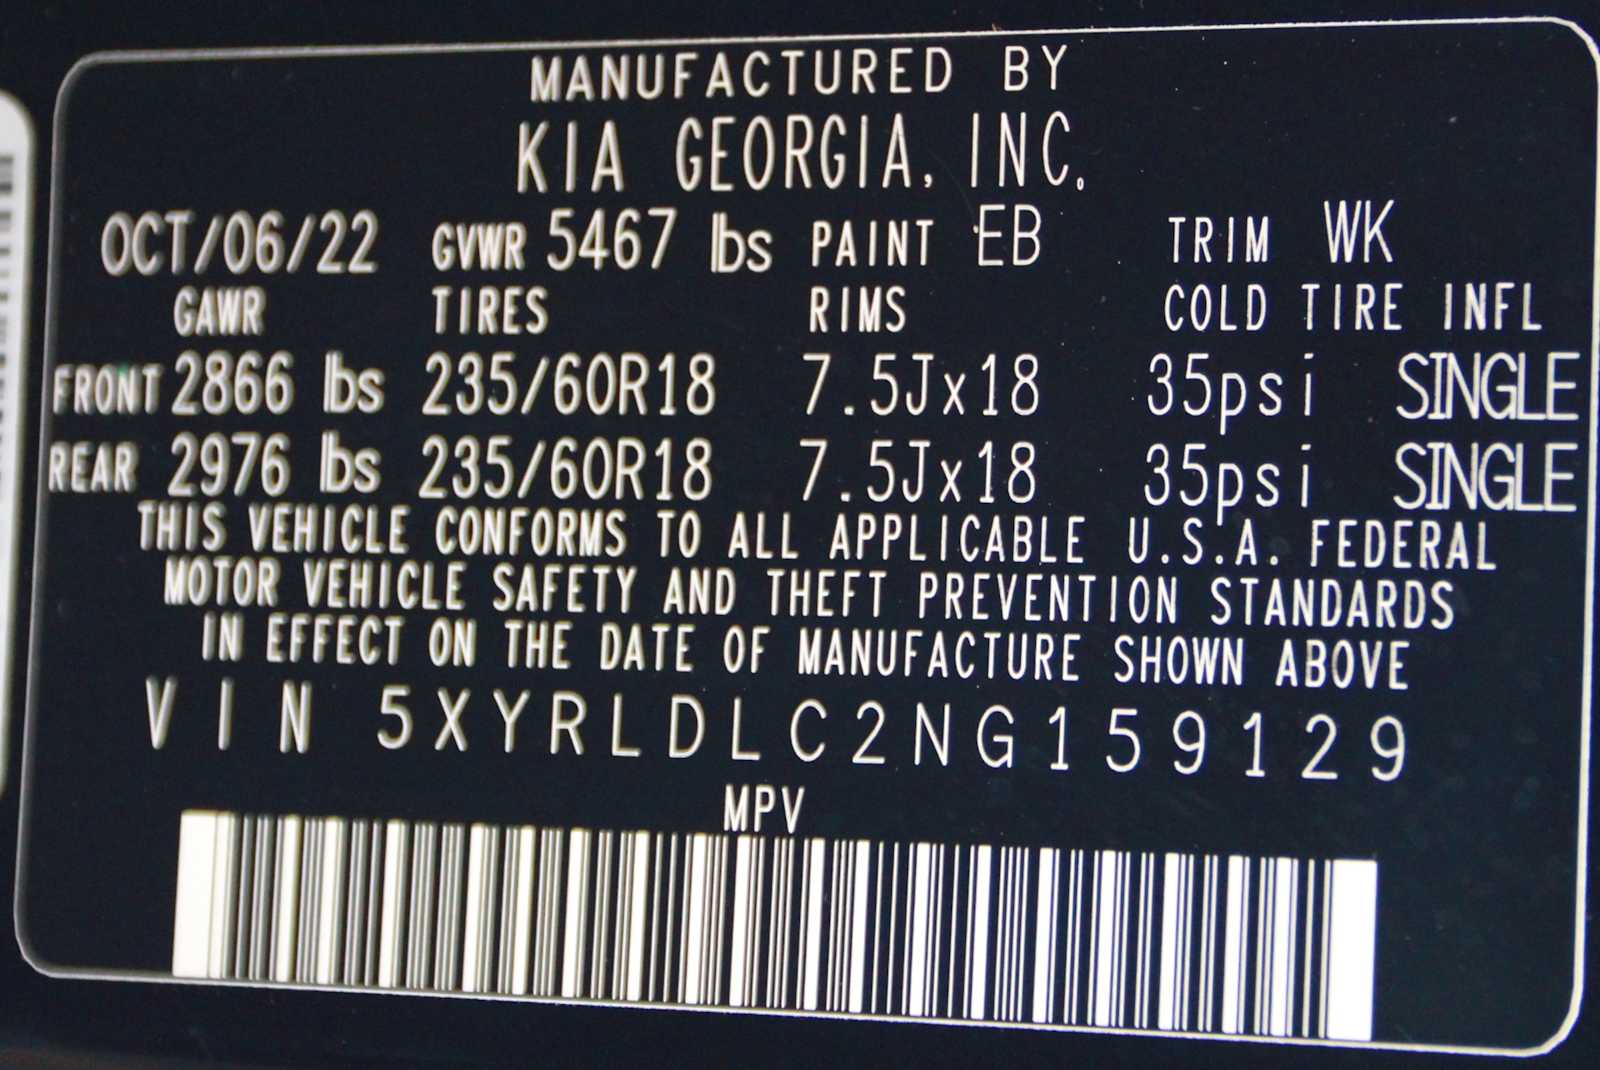 MANUFACTURED BY
KIA GEORGIA, INC.
OCT/06/22 GVWR 5467 lbs PAINT EB TRIM WK
GAWR TIRES RIMS COLD TIRE INFL
FRONT 2866 lbs 235/60R18 7.5Jx18 35psi SINGLE
REAR 2976 lbs 235/60R18 7.5Jx18 35psi SINGLE
THIS VEHICLE CONFORMS TO ALL APPLICABLE U.S.A. FEDERAL
MOTOR VEHICLE SAFETY AND THEFT PREVENTION STANDARDS
IN EFFECT ON THE DATE OF MANUFACTURE SHOWN ABOVE
VIN 5XYRLDLC2NG159129
MPV